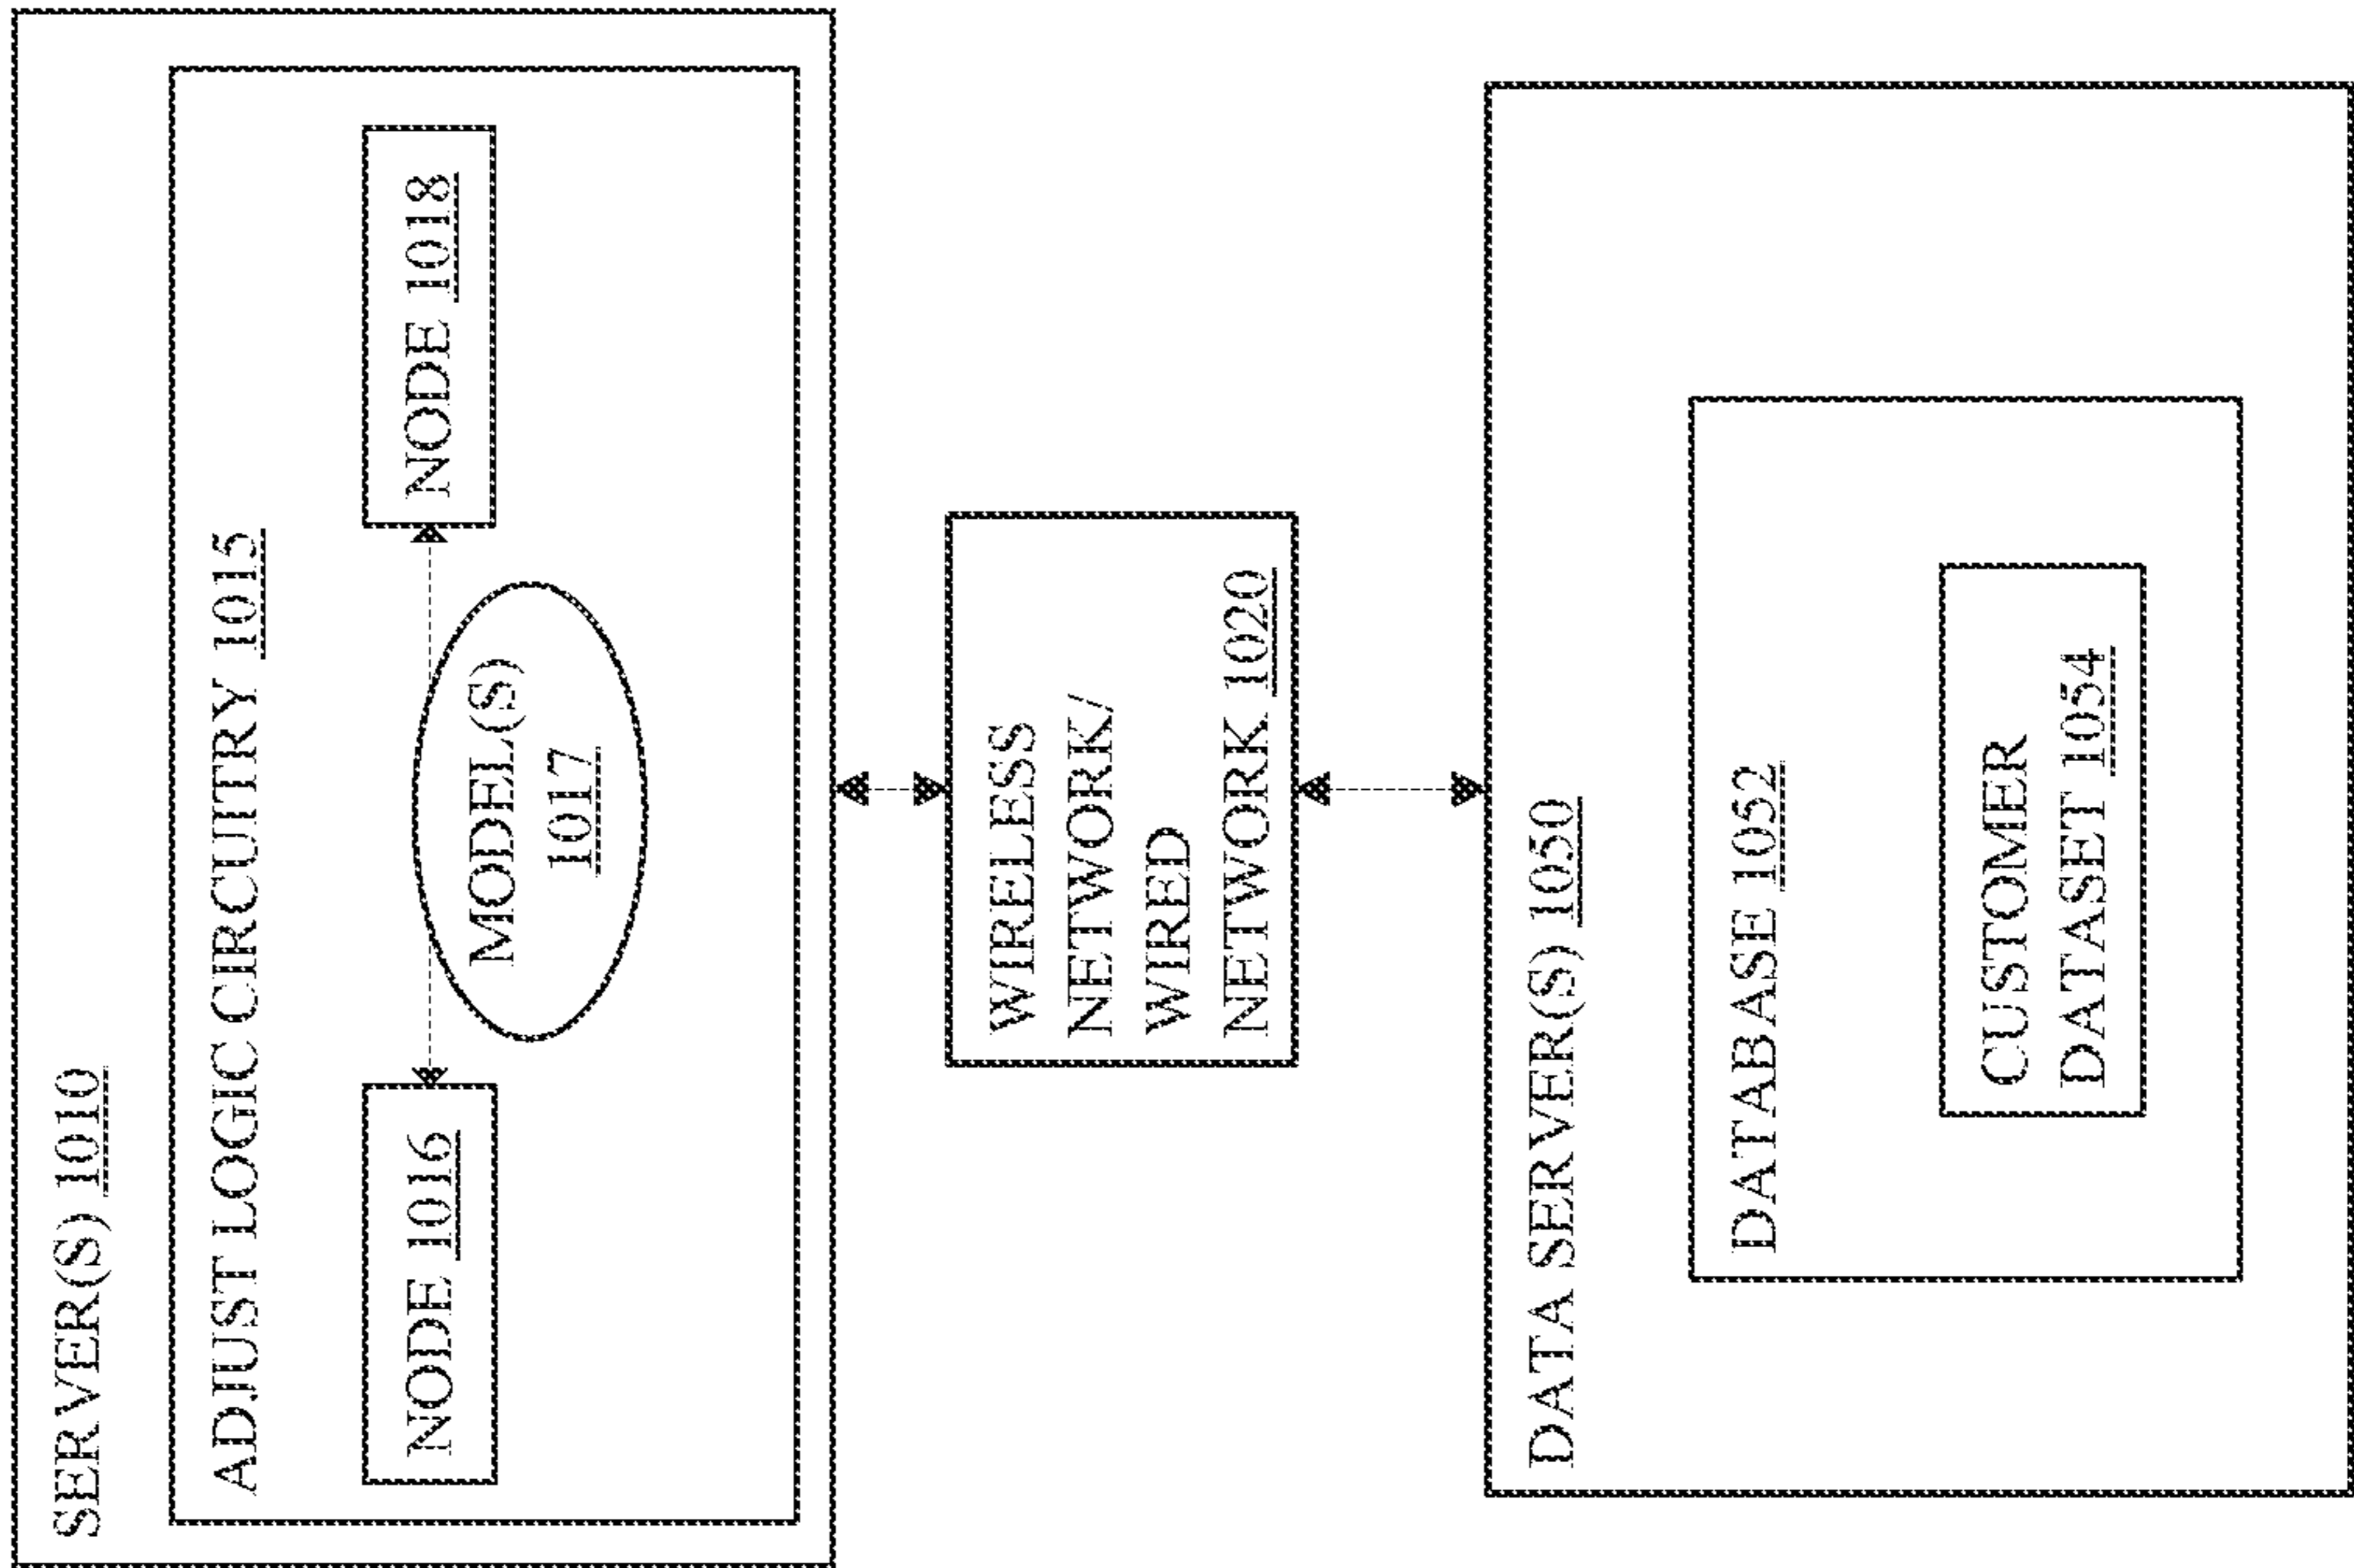 SERVER(S) 1010
ADJUST LOGIC CIRCUITRY 1015
NODE 1016
NODE 1018
MODEL(S)
1017
WIRELESS
NETWORK/
WIRED
NETWORK 1020
DATA SERVER(S) 1050
DATABASE 1052
CUSTOMER
DATASET 1054